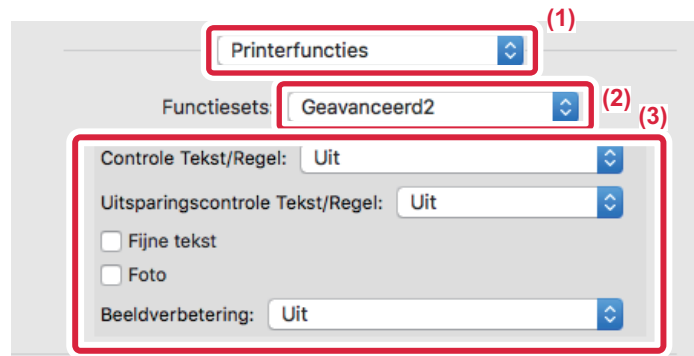 (1)
Printerfuncties
Functiesets: Geavanceerd2 (2)
(3)
Controle Tekst/Regel: Uit
Uitsparingscontrole Tekst/Regel: Uit
Fijne tekst
Foto
Beeldverbetering: Uit